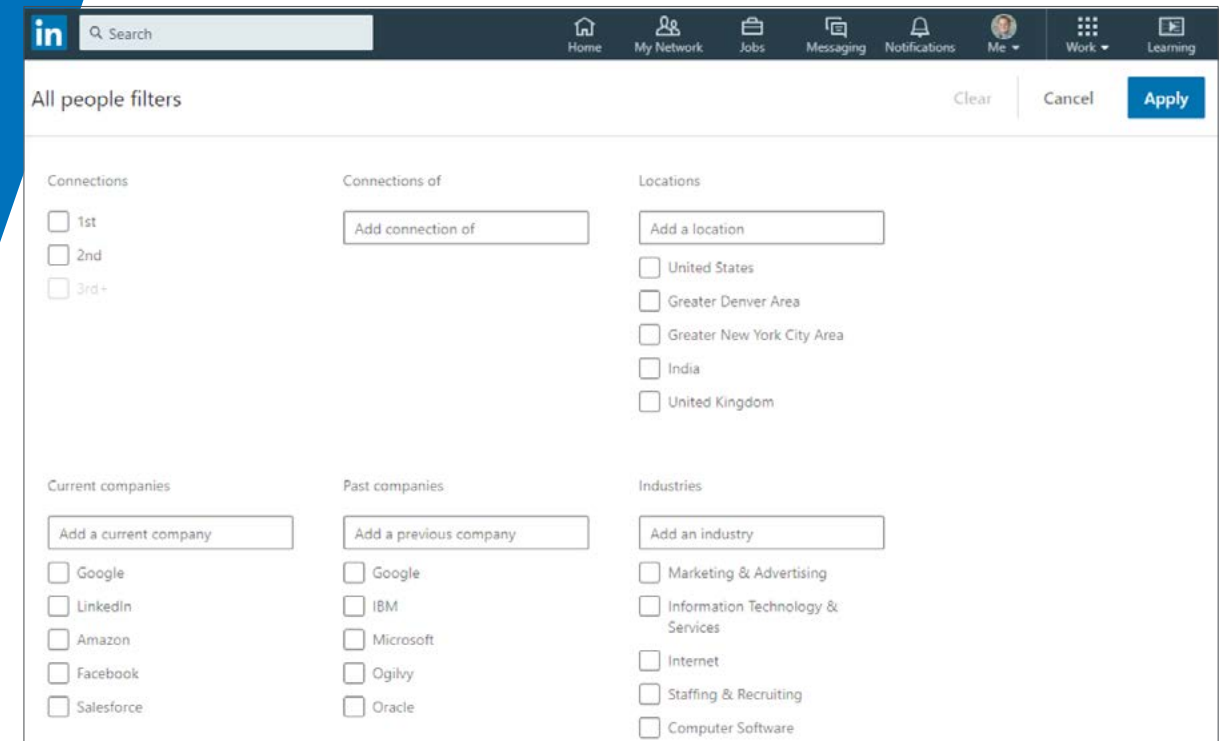 in
Search
Home
My Network
Jobs
Messaging
Notifications
Me
Work
Learning
All people filters
Clear
Cancel
Apply
Connections
1st
2nd
3rd+
Connections of
Add connection of
Locations
Add a location
United States
Greater Denver Area
Greater New York City Area
India
United Kingdom
Current companies
Add a current company
Google
LinkedIn
Amazon
Facebook
Salesforce
Past companies
Add a previous company
Google
IBM
Microsoft
Ogilvy
Oracle
Industries
Add an industry
Marketing & Advertising
Information Technology &
Services
Internet
Staffing & Recruiting
Computer Software